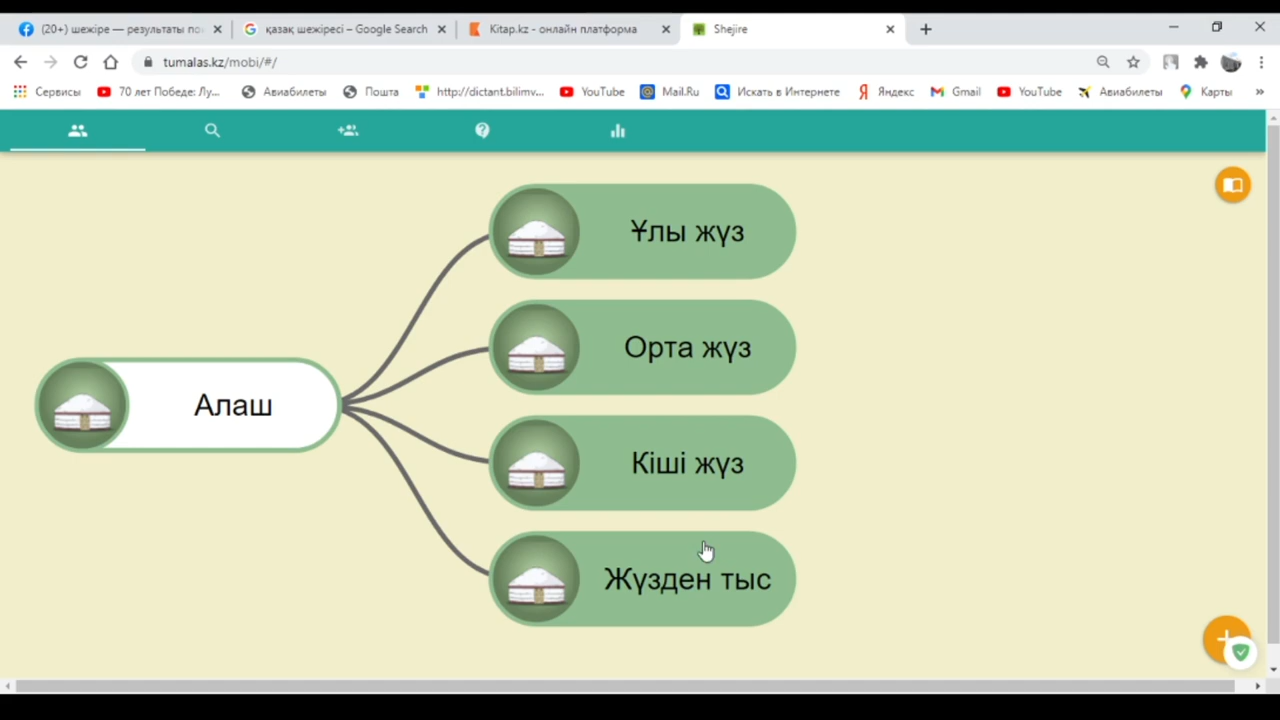 (20+) шежіре — результаты по
қазақ шежіресі – Google Search
Kitap.kz - онлайн платформа
Shejire
tumalas.kz/mobi/#/
Сервисы
70 лет Победе: Лу...
Авиабилеты
Пошта
http://dictant.bilimv...
YouTube
Mail.Ru
Искать в Интернете
Яндекс
Gmail
YouTube
Авиабилеты
Карты
»
Ұлы жүз
Орта жүз
Алаш
Кіші жүз
Жүзден тыс